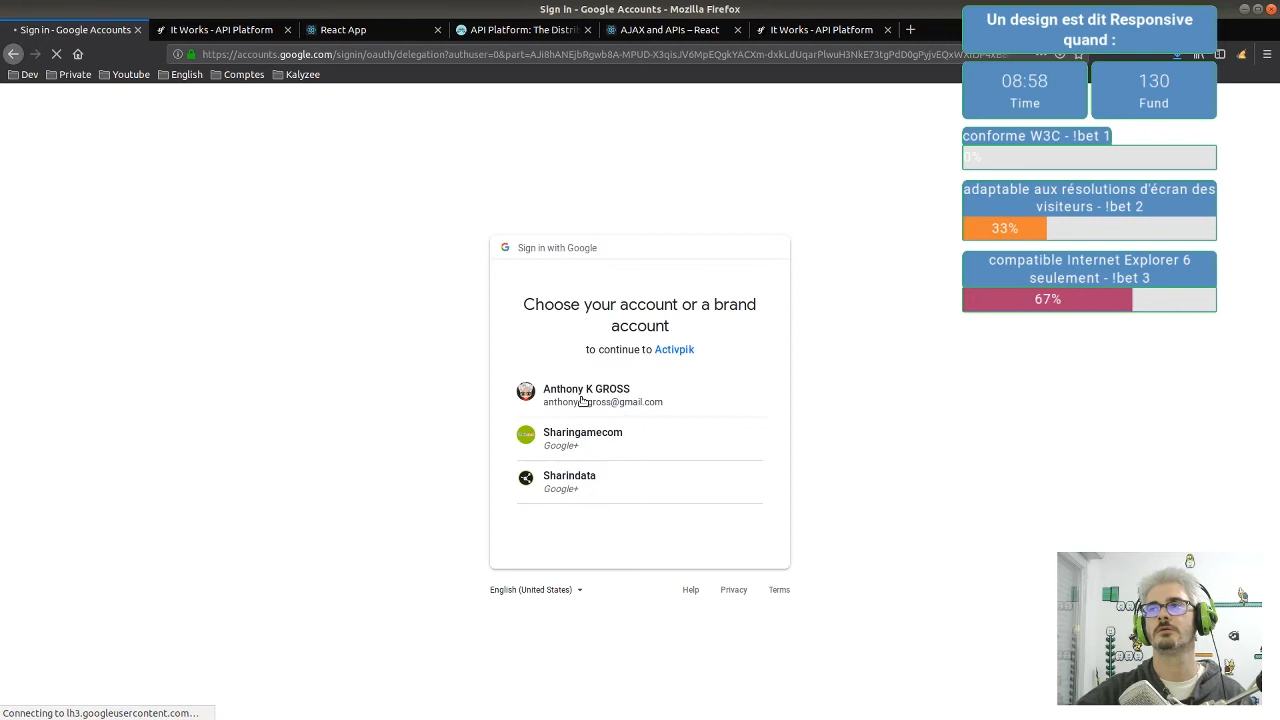 Sign In - Google Accounts - Mozilla Firefox
Sign In - Google Accounts
It Works - API Platform
React App
API Platform: The Distri
AJAX and APIs – React
It Works - API Platform
Dev
Private
Youtube
English
Comptes
Kalyzee
Un design est dit Responsive
quand :
08:58
Time
130
Fund
conforme W3C - !bet 1
0%
adaptable aux résolutions d'écran des
visiteurs - !bet 2
33%
compatible Internet Explorer 6
seulement - !bet 3
67%
Sign in with Google
Choose your account or a brand
account
to continue to Activpik
Anthony K GROSS
Sharingamecom
Google+
Sharindata
Google+
English (United States)
Help
Privacy
Terms
Connecting to lh3.googleusercontent.com…